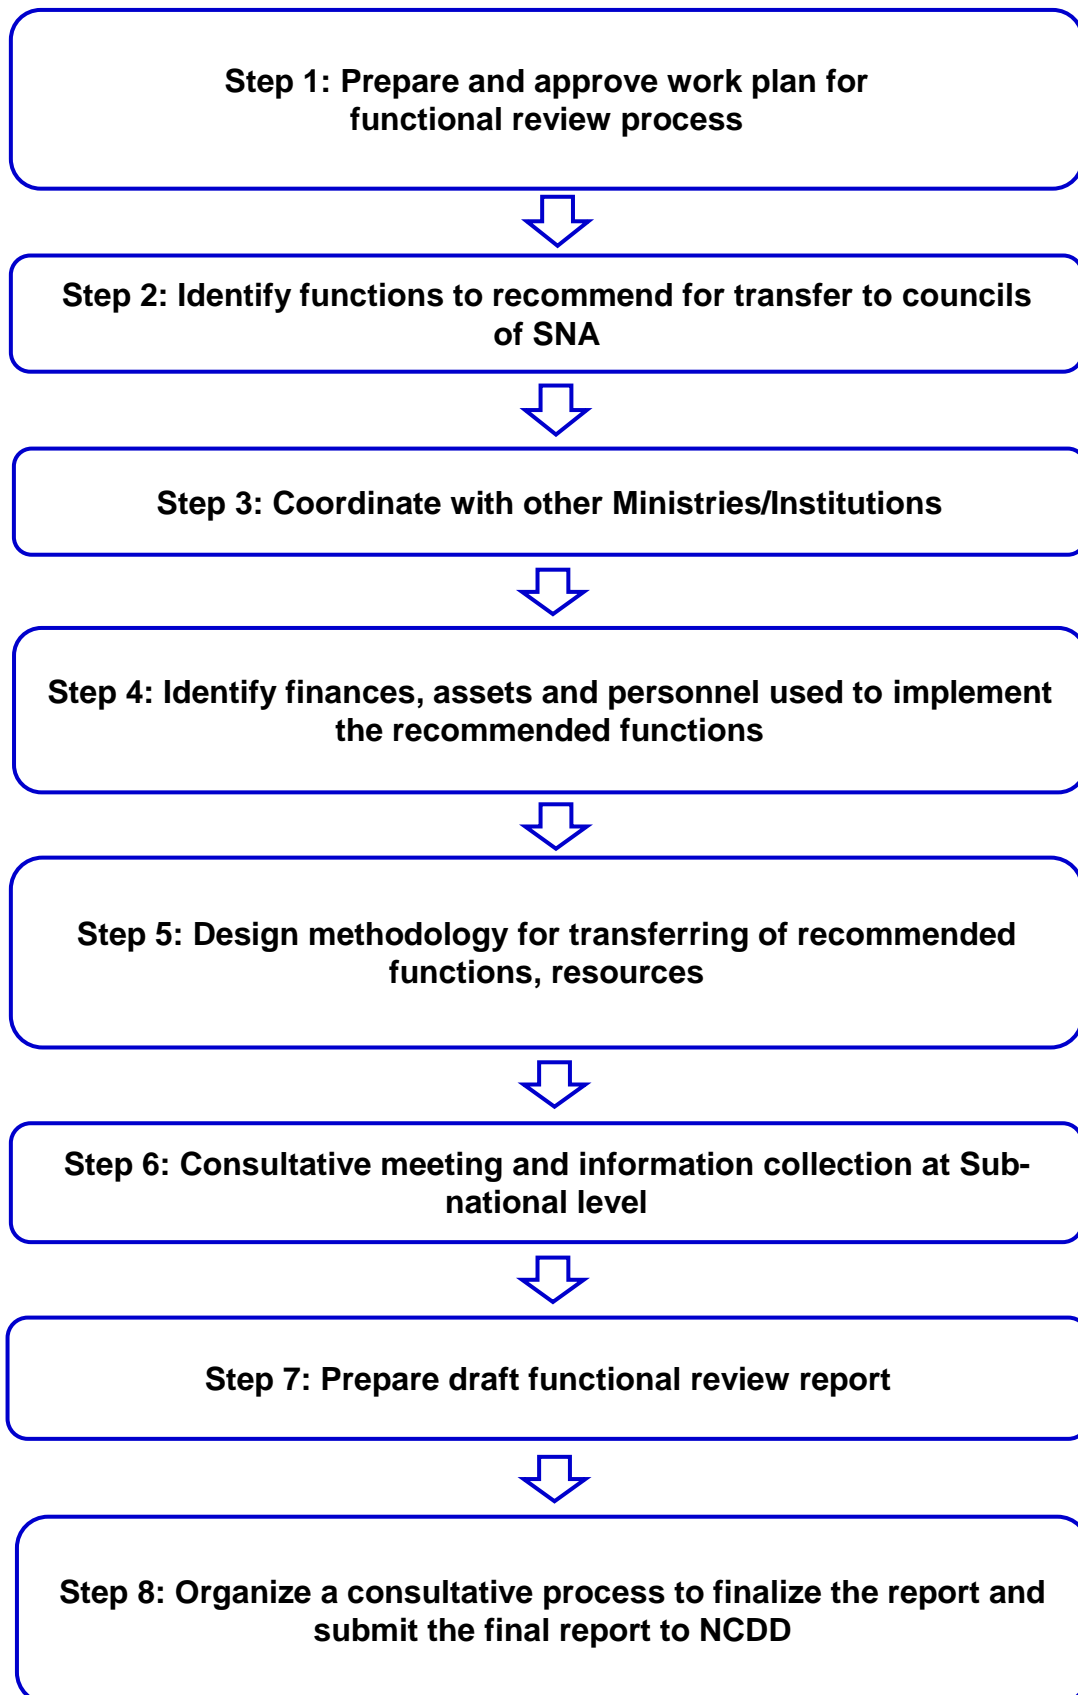 Step 1: Prepare and approve work plan for
functional review process
Step 2: Identify functions to recommend for transfer to councils
of SNA
Step 3: Coordinate with other Ministries/Institutions
Step 4: Identify finances, assets and personnel used to implement
the recommended functions
Step 5: Design methodology for transferring of recommended
functions, resources
Step 6: Consultative meeting and information collection at Sub-
national level
Step 7: Prepare draft functional review report
Step 8: Organize a consultative process to finalize the report and
submit the final report to NCDD